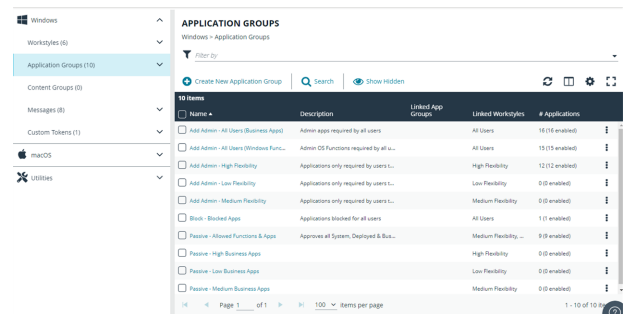 Windows
Workstyles (6)
Application Groups (10)
Content Groups (0)
Messages (8)
Custom Tokens (1)
macOS
Utilities
APPLICATION GROUPS
Windows > Application Groups
Filter by
Create New Application Group Search Show Hidden
10 items
Name Description Linked App Groups Linked Workstyles # Applications
Add Admin - All Users (Business Apps) Admin apps required by all users All Users 16 (16 enabled)
Add Admin - All Users (Windows Func... Admin OS Functions required by all u... All Users 15 (15 enabled)
Add Admin - High Flexibility Applications only required by users t... High Flexibility 12 (12 enabled)
Add Admin - Low Flexibility Applications only required by users t... Low Flexibility 0 (0 enabled)
Add Admin - Medium Flexibility Applications only required by users t... Medium Flexibility 0 (0 enabled)
Block - Blocked Apps Applications blocked for all users All Users 1 (1 enabled)
Passive - Allowed Functions & Apps Approves all System, Deployed & Bus... Medium Flexibility, ... 9 (9 enabled)
Passive - High Business Apps High Flexibility 0 (0 enabled)
Passive - Low Business Apps Low Flexibility 0 (0 enabled)
Passive - Medium Business Apps Medium Flexibility 0 (0 enabled)
Page 1 of 1 100 items per page 1 - 10 of 10